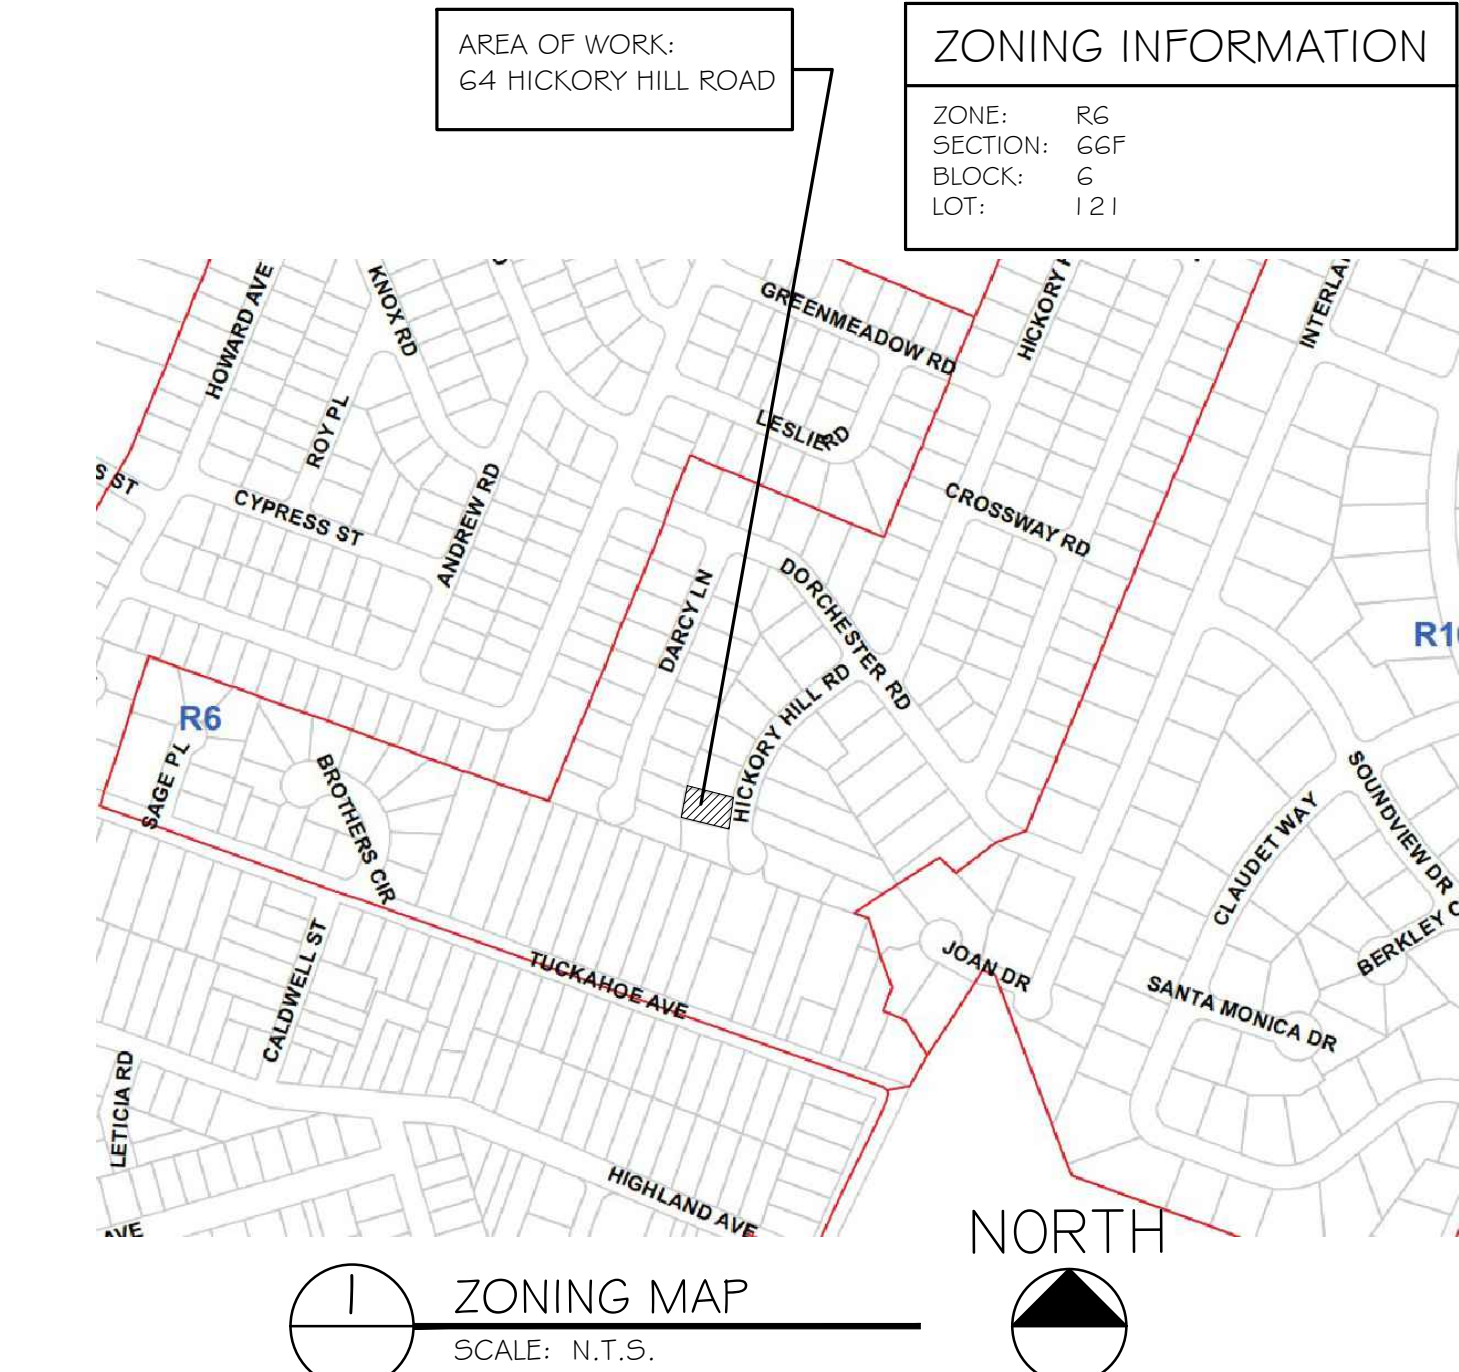 AREA OF WORK:
64 HICKORY HILL ROAD
ZONING INFORMATION
ZONE: R6
SECTION: 66F
BLOCK: 6
LOT: 121
HOWARD AVE
KNOX RD
GREENMEADOW RD
HICKORY
INTERLA
ROY PL
LESLIE RD
S ST
CYPRESS ST
ANDREW RD
CROSSWAY RD
DARCY LN
DORCHESTER RD
R10
HICKORY HILL RD
R6
SAGE PL
BROTHERS CIR
SOUNDVIEW DR
CLAUDET WAY
BERKLEY
CALDWELL ST
TUCKAHOE AVE
JOAN DR
SANTA MONICA DR
LETICIA RD
HIGHLAND AVE
AVE
NORTH
1
ZONING MAP
SCALE: N.T.S.